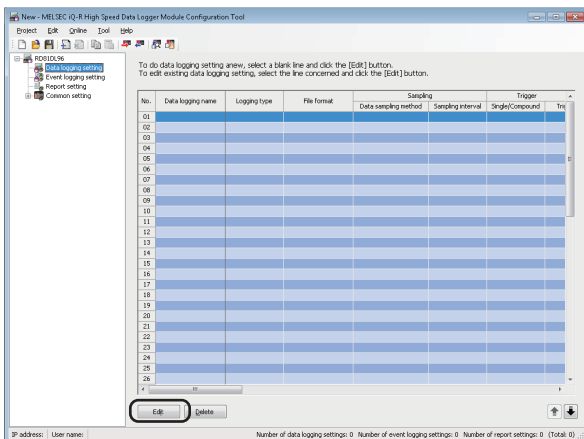 New - MELSEC iQ-R High Speed Data Logger Module Configuration Tool
Project Edit Online Tool Help
RD81DL96
Data logging setting
Event logging setting
Report setting
Common setting
To do data logging setting anew, select a blank line and click the [Edit] button.
To edit existing data logging setting, select the line concerned and click the [Edit] button.
No. Data logging name Logging type File format Sampling Trigger
Data sampling method Sampling interval Single/Compound Trig
01
02
03
04
05
06
07
08
09
10
11
12
13
14
15
16
17
18
19
20
21
22
23
24
25
26
Edit Delete
IP address: User name: Number of data logging settings: 0 Number of event logging settings: 0 Number of report settings: 0 (Total: 0)